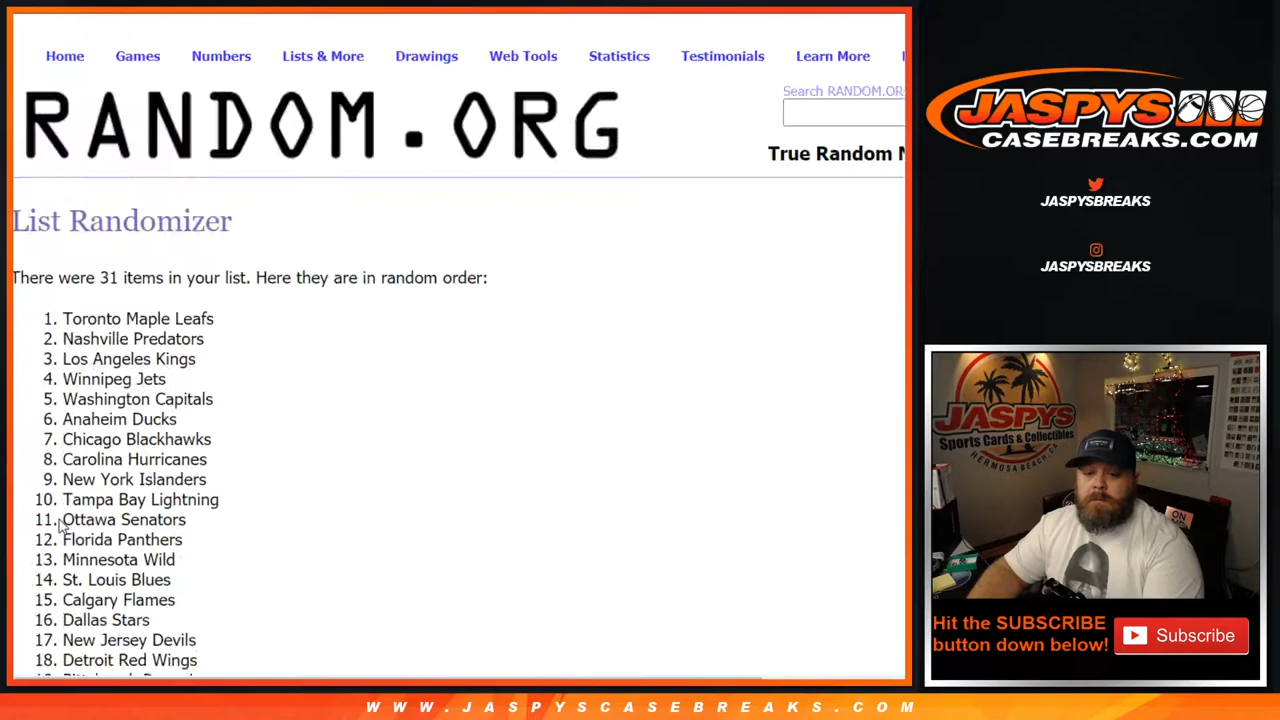 Home Games Numbers Lists & More Drawings Web Tools Statistics Testimonials Learn More
Search RANDOM.OR
RANDOM.ORG
True Random
List Randomizer
There were 31 items in your list. Here they are in random order:
1. Toronto Maple Leafs
2. Nashville Predators
3. Los Angeles Kings
4. Winnipeg Jets
5. Washington Capitals
6. Anaheim Ducks
7. Chicago Blackhawks
8. Carolina Hurricanes
9. New York Islanders
10. Tampa Bay Lightning
11. Ottawa Senators
12. Florida Panthers
13. Minnesota Wild
14. St. Louis Blues
15. Calgary Flames
16. Dallas Stars
17. New Jersey Devils
18. Detroit Red Wings
JASPYS
CASEBREAKS.COM
JASPYSBREAKS
JASPYSBREAKS
JASPYS
Sports Cards & Collectibles
HERMOSA BEACH, CA
ON
Hit the SUBSCRIBE
button down below!
Subscribe
WWW.JASPYSCASEBREAKS.COM